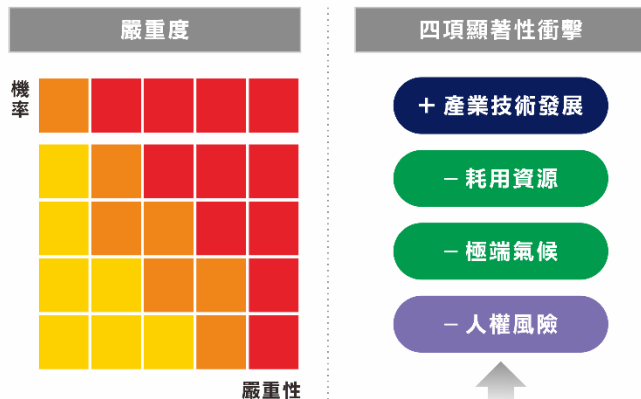 嚴重度
機率
嚴重性
四項顯著性衝擊
+ 產業技術發展
– 耗用資源
– 極端氣候
– 人權風險